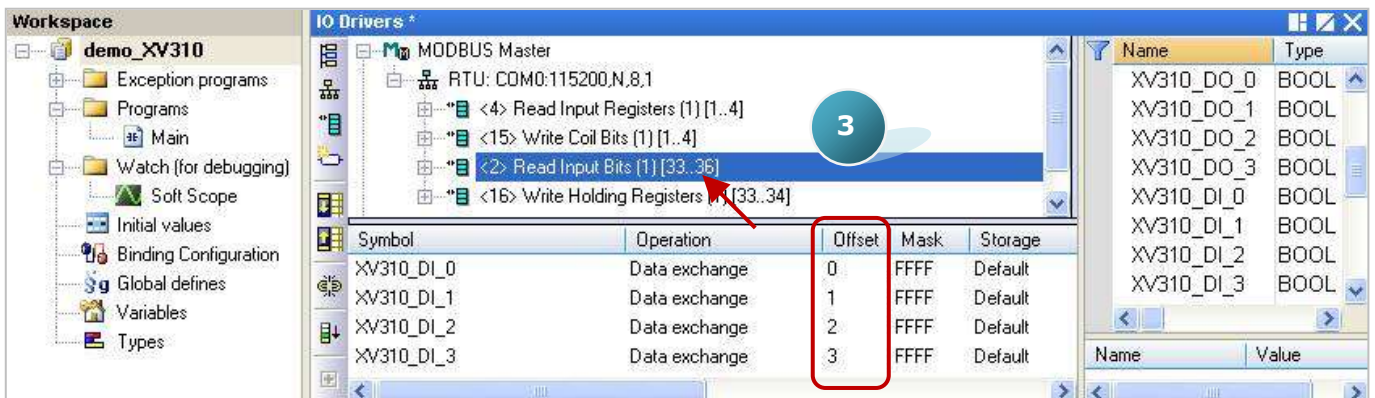 Workspace
demo_XV310
Exception programs
Programs
Main
Watch (for debugging)
Soft Scope
Initial values
Binding Configuration
Global defines
Variables
Types
IO Drivers *
MODBUS Master
RTU: COM0:115200,N,8,1
<4> Read Input Registers (1) [1..4]
<15> Write Coil Bits (1) [1..4]
<2> Read Input Bits (1) [33..36]
<16> Write Holding Registers (1) [33..34]
3
Symbol Operation Offset Mask Storage
XV310_DI_0 Data exchange 0 FFFF Default
XV310_DI_1 Data exchange 1 FFFF Default
XV310_DI_2 Data exchange 2 FFFF Default
XV310_DI_3 Data exchange 3 FFFF Default
Name Type
XV310_DO_0 BOOL
XV310_DO_1 BOOL
XV310_DO_2 BOOL
XV310_DO_3 BOOL
XV310_DI_0 BOOL
XV310_DI_1 BOOL
XV310_DI_2 BOOL
XV310_DI_3 BOOL
Name Value